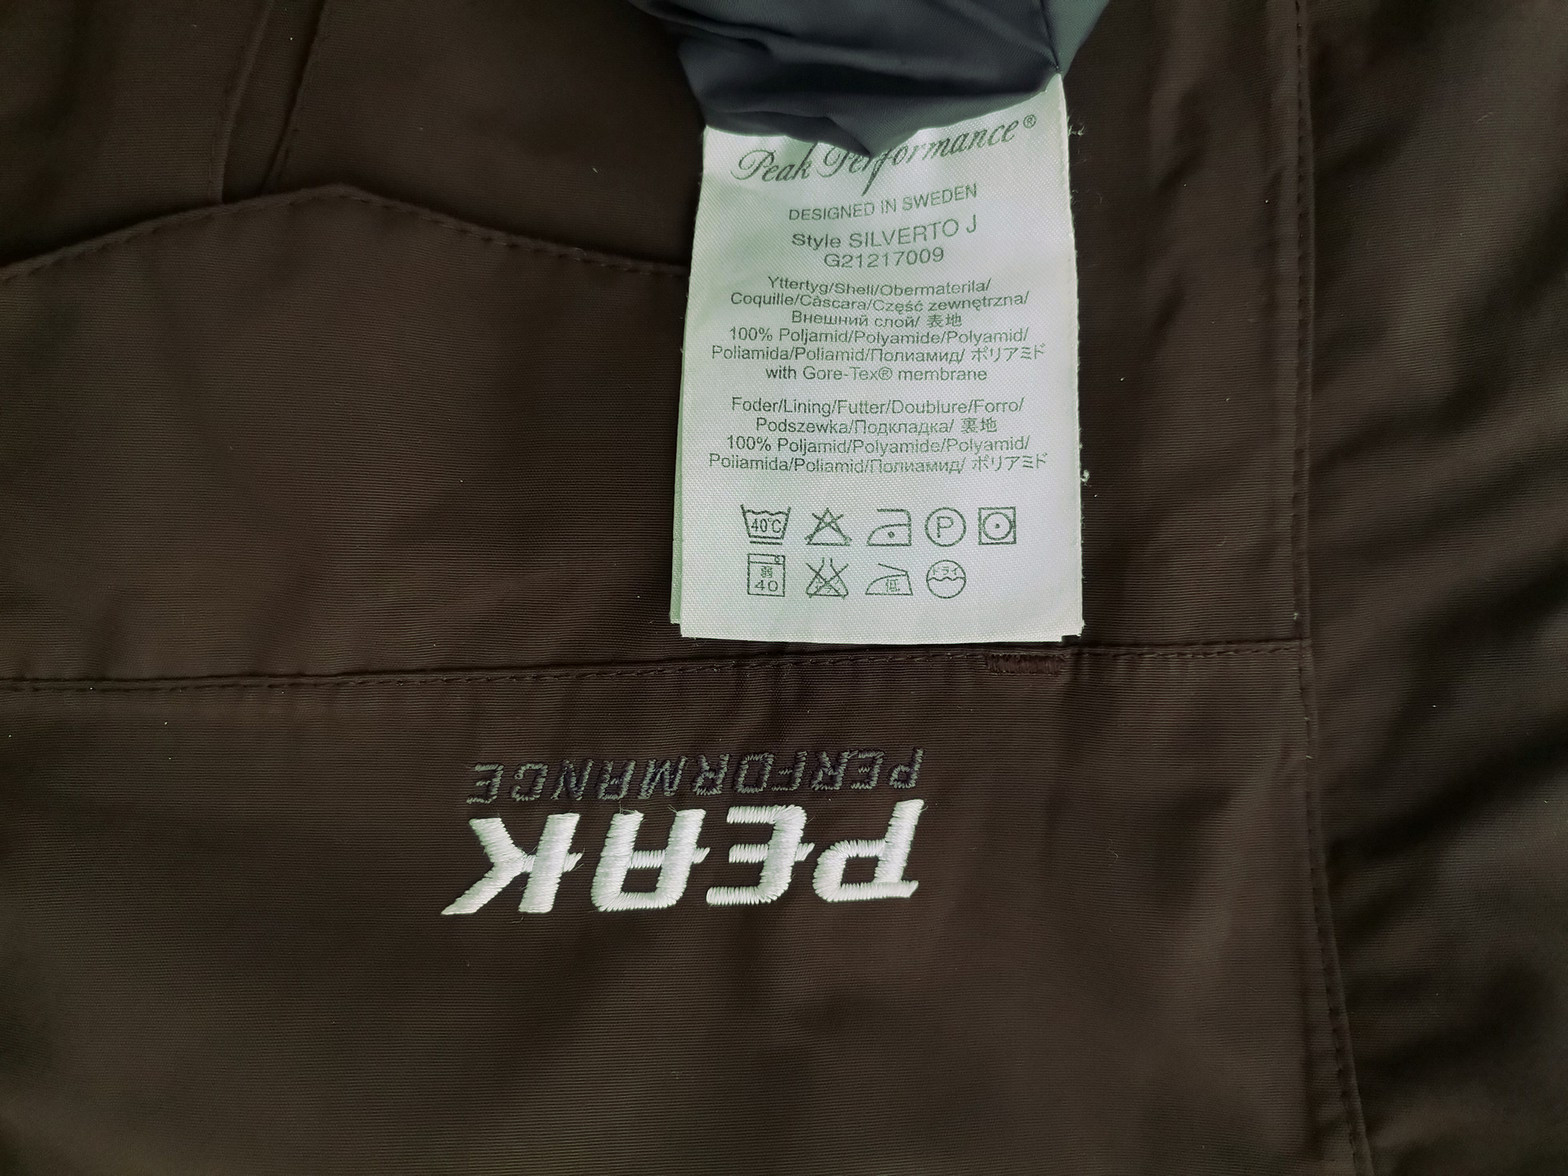 Peak Performance®
DESIGNED IN SWEDEN
Style SILVERTO J
G21217009
Yttertyg/Shell/Obermaterila/
Coquille/Cáscara/Część zewnętrzna/
Внешний слой/ 表地
100% Poljamid/Polyamide/Polyamid/
Poliamida/Poliamid/Полиамид/ ポリアミド
with Gore-Tex® membrane
Foder/Lining/Futter/Doublure/Forro/
Podszewka/Подкладка/ 裏地
100% Poljamid/Polyamide/Polyamid/
Poliamida/Poliamid/Полиамид/ ポリアミド
40°C P
弱 40 低 ドライ
PEAK
PERFORMANCE